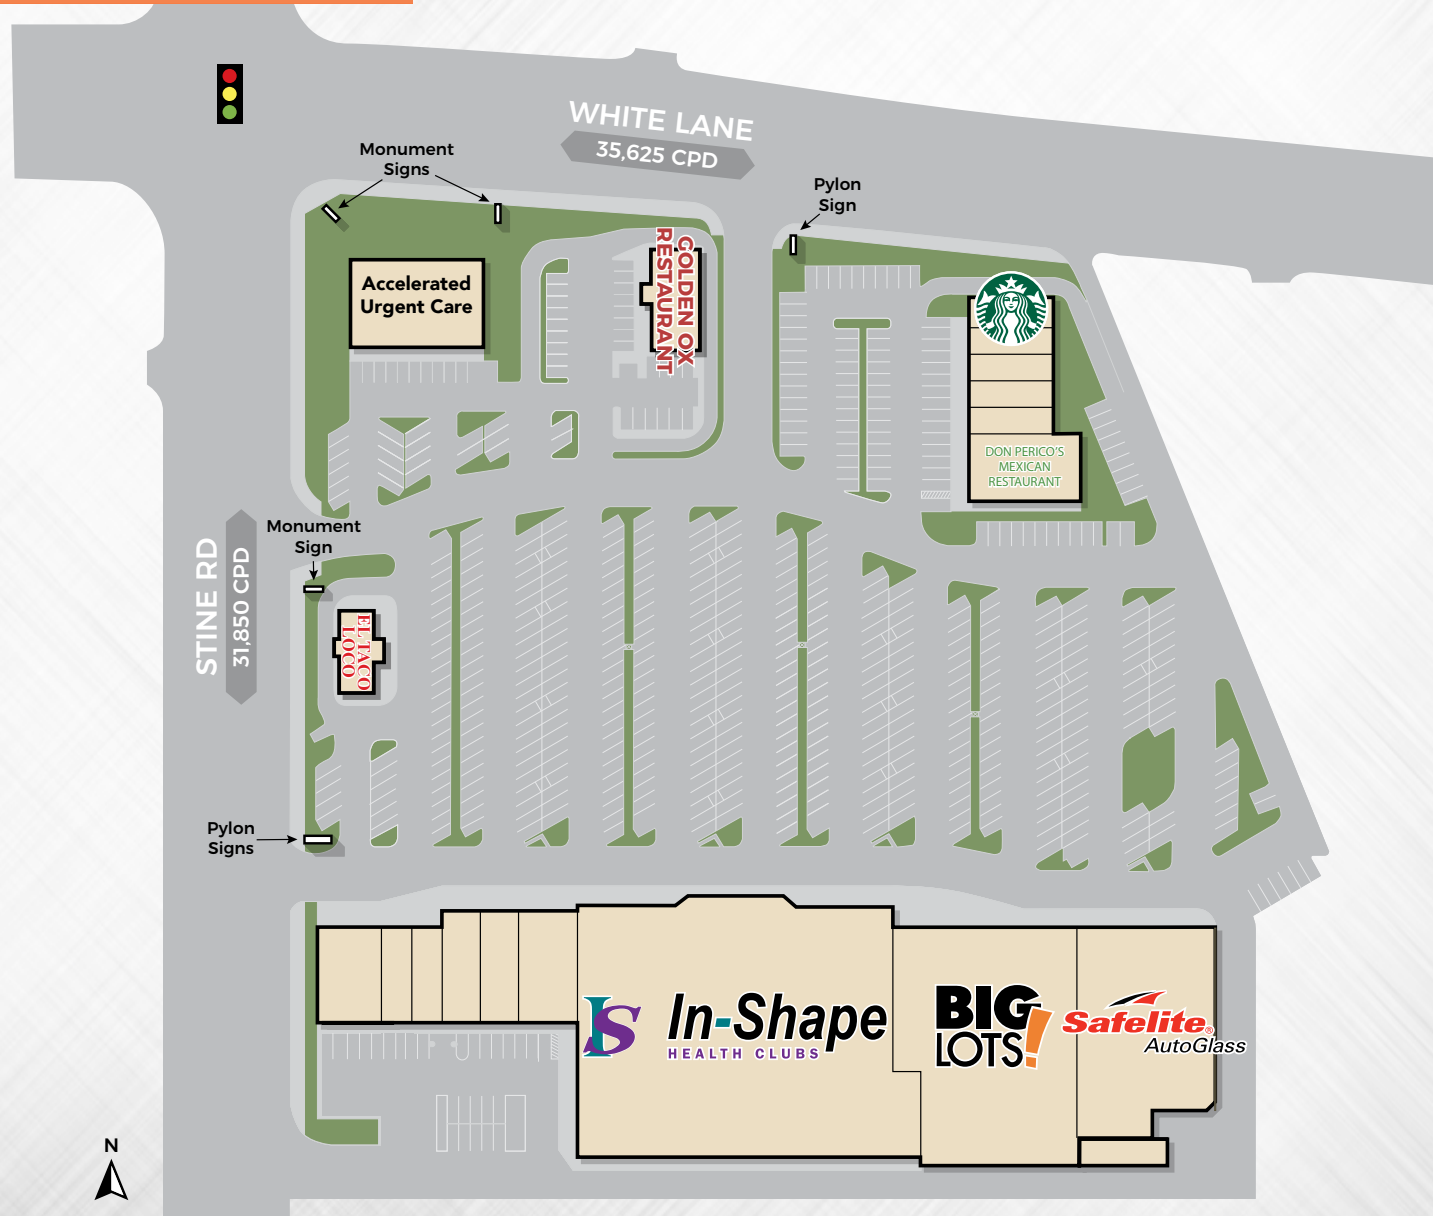 WHITE LANE
35,625 CPD
Monument
Signs
Pylon
Sign
Accelerated
Urgent Care
GOLDEN OX
RESTAURANT
DON PERICO'S
MEXICAN
RESTAURANT
Monument
Sign
STINE RD
31,850 CPD
EL TACO
LOCO
Pylon
Signs
IS
In-Shape
HEALTH CLUBS
BIG
LOTS!
Safelite®
AutoGlass
N